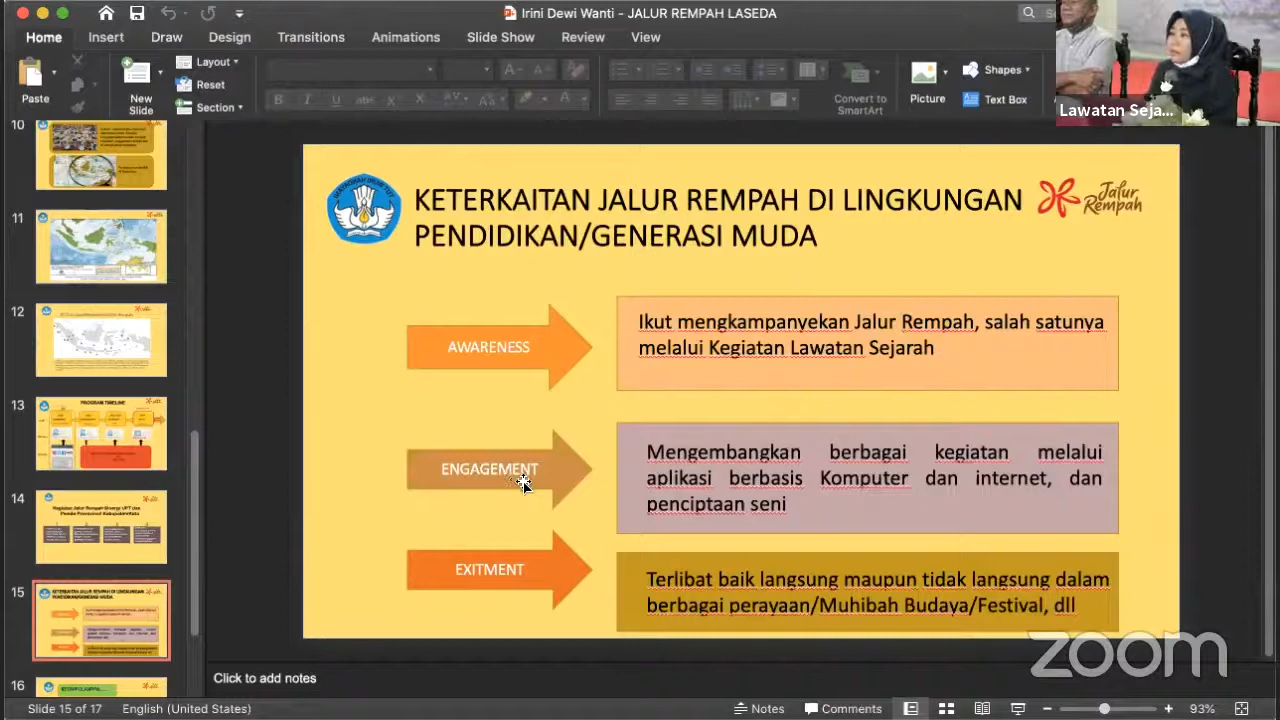 Irini Dewi Wanti - JALUR REMPAH LASEDA
Home Insert Draw Design Transitions Animations Slide Show Review View
Paste
New
Slide
Layout
Reset
Section
B I U abc
Convert to
SmartArt
Picture
Shapes
Text Box
Lawatan Seja...
10
11
12
13
PROGRAM TIMELINE
14
15
16
KETERKAITAN JALUR REMPAH DI LINGKUNGAN
PENDIDIKAN/GENERASI MUDA
Jalur
Rempah
AWARENESS
Ikut mengkampanyekan Jalur Rempah, salah satunya
melalui Kegiatan Lawatan Sejarah
ENGAGEMENT
Mengembangkan berbagai kegiatan melalui
aplikasi berbasis Komputer dan internet, dan
penciptaan seni
EXITMENT
Terlibat baik langsung maupun tidak langsung dalam
berbagai perayaan/Muhibah Budaya/Festival, dll
zoom
Click to add notes
Slide 15 of 17 English (United States) Notes Comments 93%